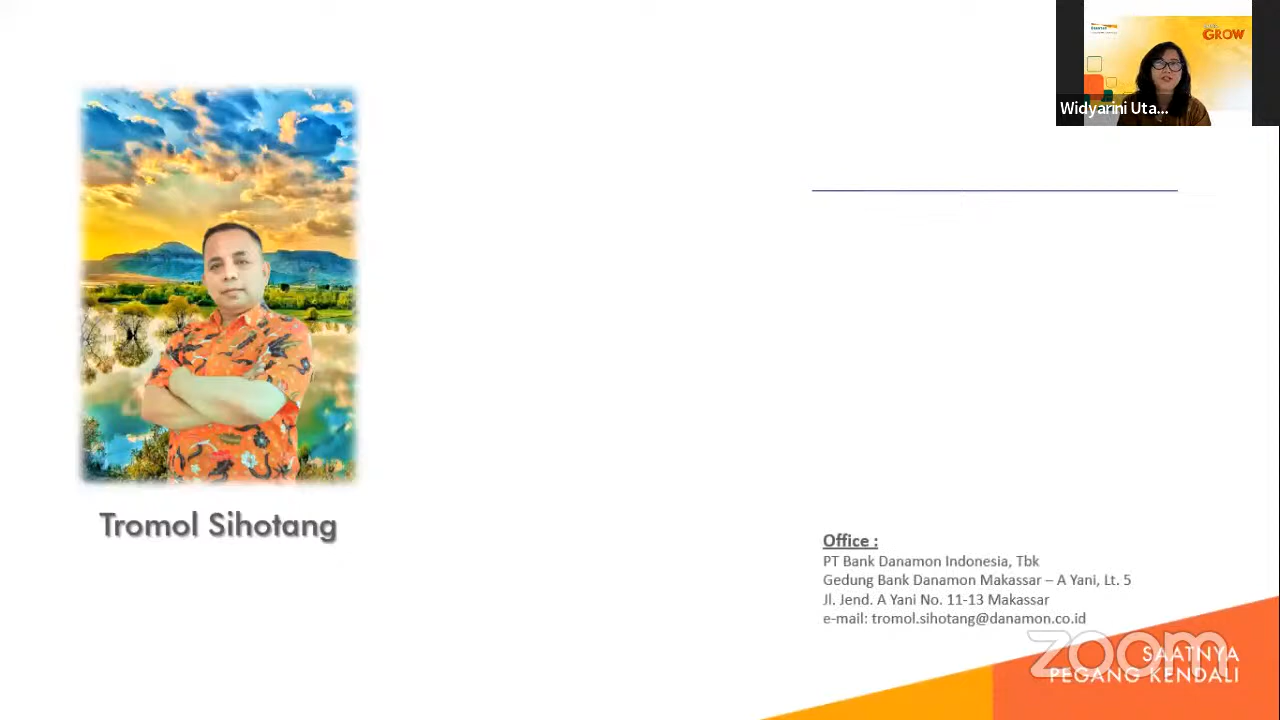 GROW
Widyarini Uta...
Tromol Sihotang
Office :
PT Bank Danamon Indonesia, Tbk
Gedung Bank Danamon Makassar – A Yani, Lt. 5
Jl. Jend. A Yani No. 11-13 Makassar
e-mail: tromol.sihotang@danamon.co.id
zoom
SAATNYA
PEGANG KENDALI